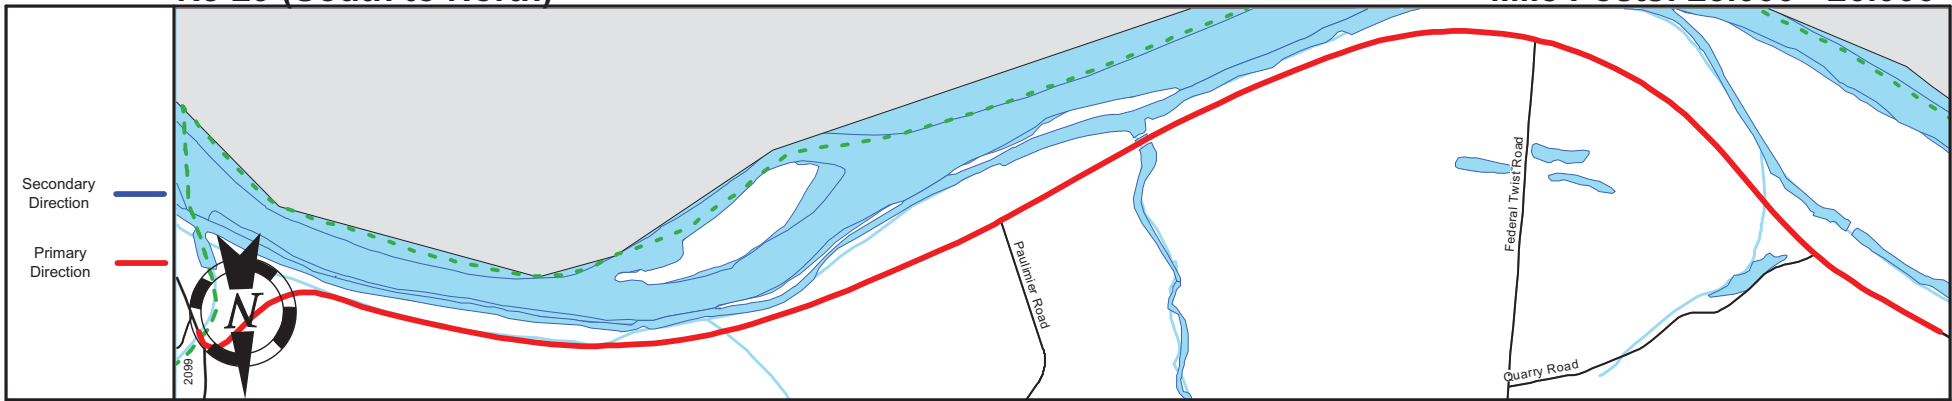 Secondary
Direction
Primary
Direction
N
2099
Paulimier Road
Federal Twist Road
Quarry Road